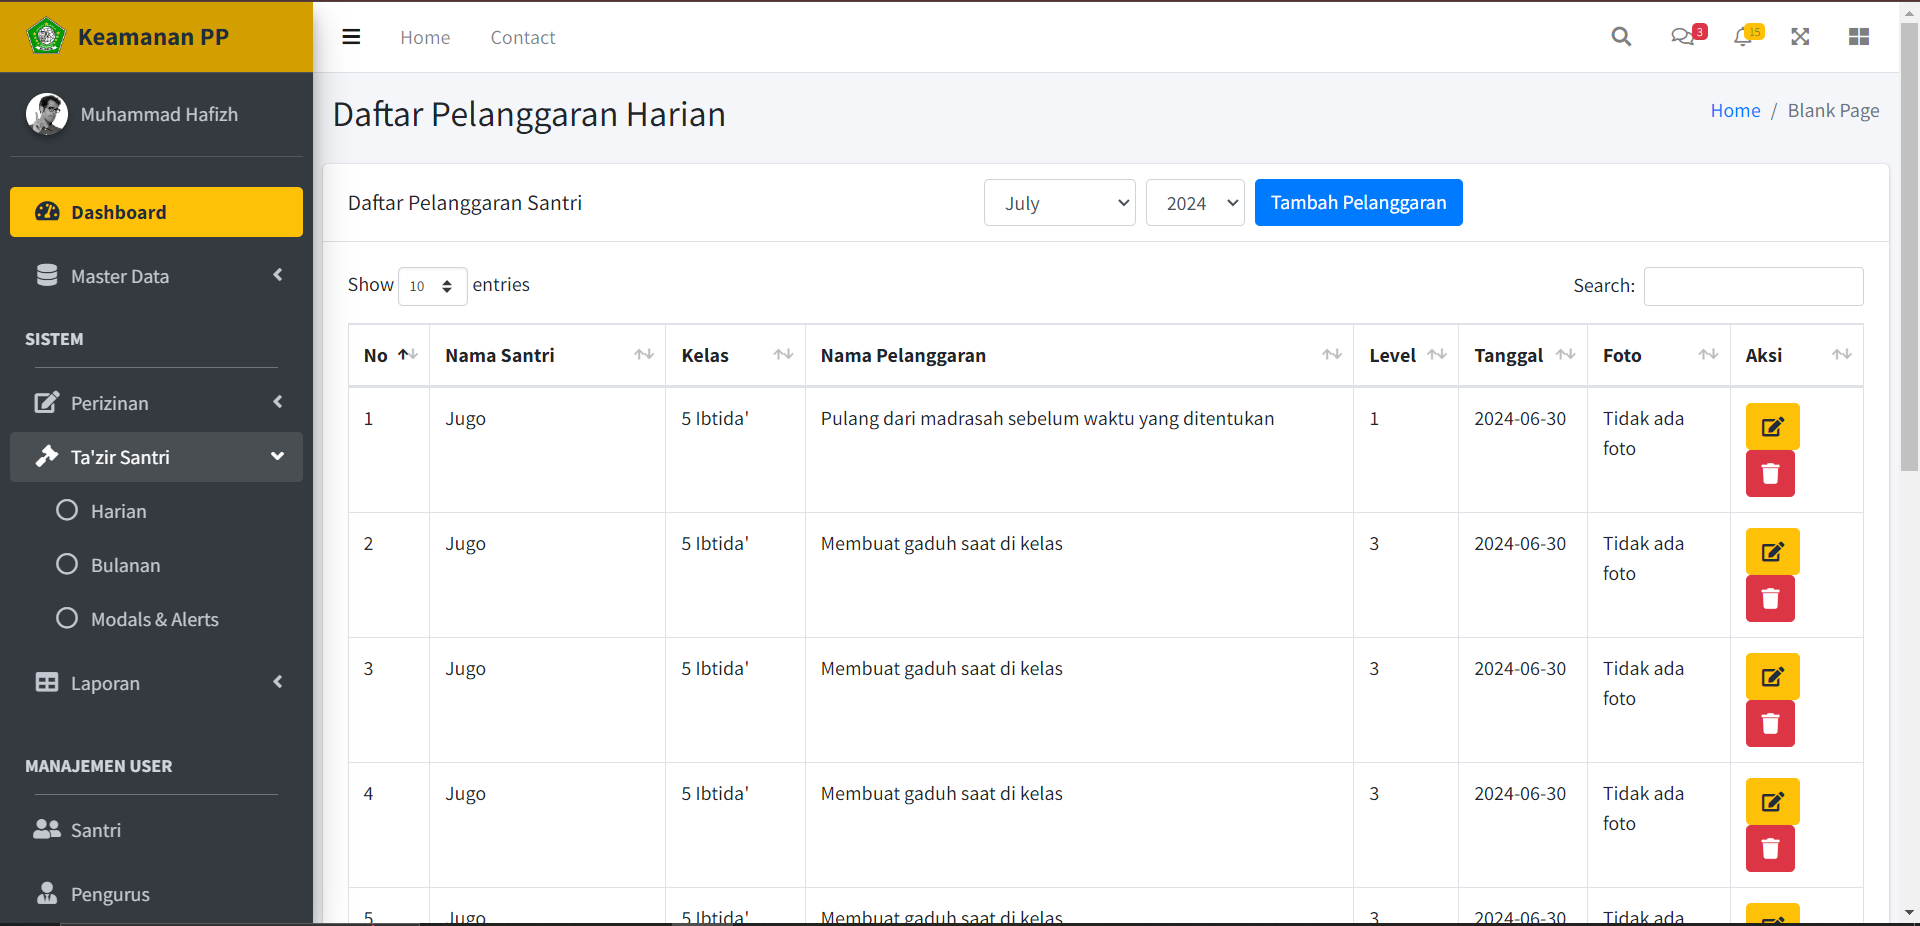 Keamanan PP
Home
Contact
3
15
Muhammad Hafizh
Daftar Pelanggaran Harian
Home / Blank Page
Dashboard
Master Data
SISTEM
Perizinan
Ta'zir Santri
Harian
Bulanan
Modals & Alerts
Laporan
MANAJEMEN USER
Santri
Pengurus
Daftar Pelanggaran Santri
July
2024
Tambah Pelanggaran
Show 10 entries
Search:
No Nama Santri Kelas Nama Pelanggaran Level Tanggal Foto Aksi
1 Jugo 5 Ibtida' Pulang dari madrasah sebelum waktu yang ditentukan 1 2024-06-30 Tidak ada
foto
2 Jugo 5 Ibtida' Membuat gaduh saat di kelas 3 2024-06-30 Tidak ada
foto
3 Jugo 5 Ibtida' Membuat gaduh saat di kelas 3 2024-06-30 Tidak ada
foto
4 Jugo 5 Ibtida' Membuat gaduh saat di kelas 3 2024-06-30 Tidak ada
foto
5 Jugo 5 Ibtida' Membuat gaduh saat di kelas 3 2024-06-30 Tidak ada